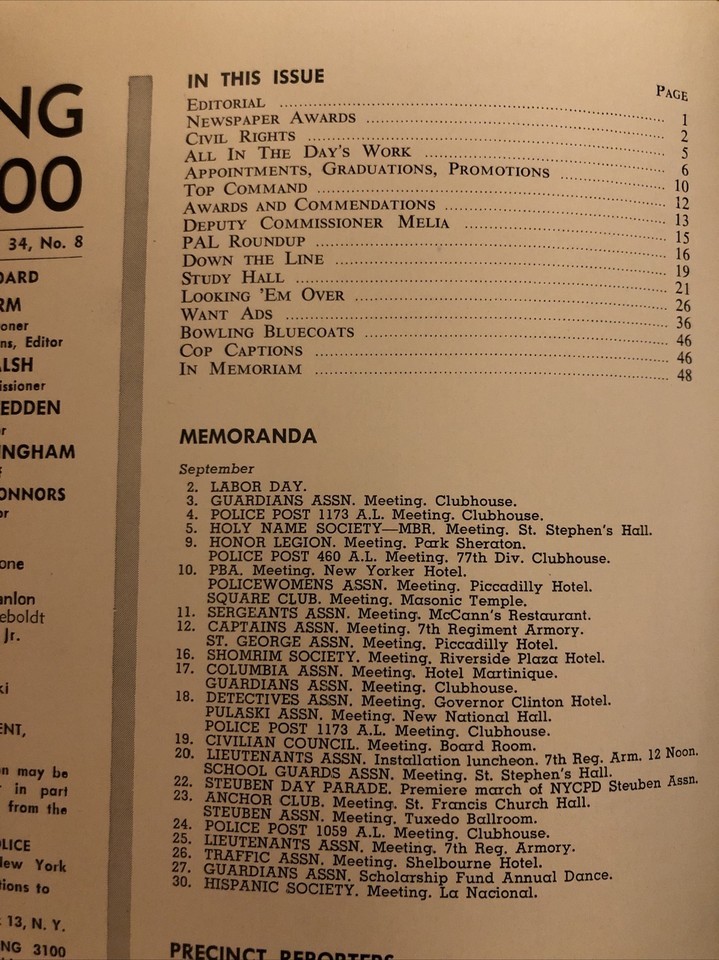 NG
00
34, No. 8
OARD
RM
oner
ns, Editor
LSH
issioner
EDDEN
r
NGHAM
ONNORS
or
one
anlon
eboldt
Jr.
ki
ENT,
n may be
in part
from the
LICE
New York
tions to
13, N. Y.
NG 3100
IN THIS ISSUE
PAGE
EDITORIAL 1
NEWSPAPER AWARDS 2
CIVIL RIGHTS 5
ALL IN THE DAY'S WORK 6
APPOINTMENTS, GRADUATIONS, PROMOTIONS 10
TOP COMMAND 12
AWARDS AND COMMENDATIONS 13
DEPUTY COMMISSIONER MELIA 15
PAL ROUNDUP 16
DOWN THE LINE 19
STUDY HALL 21
LOOKING 'EM OVER 26
WANT ADS 36
BOWLING BLUECOATS 46
COP CAPTIONS 46
IN MEMORIAM 48
MEMORANDA
September
2. LABOR DAY.
3. GUARDIANS ASSN. Meeting. Clubhouse.
4. POLICE POST 1173 A.L. Meeting. Clubhouse.
5. HOLY NAME SOCIETY—MBR. Meeting. St. Stephen's Hall.
9. HONOR LEGION. Meeting. Park Sheraton.
POLICE POST 460 A.L. Meeting. 77th Div. Clubhouse.
10. PBA. Meeting. New Yorker Hotel.
POLICEWOMENS ASSN. Meeting. Piccadilly Hotel.
SQUARE CLUB. Meeting. Masonic Temple.
11. SERGEANTS ASSN. Meeting. McCann's Restaurant.
12. CAPTAINS ASSN. Meeting. 7th Regiment Armory.
ST. GEORGE ASSN. Meeting. Piccadilly Hotel.
16. SHOMRIM SOCIETY. Meeting. Riverside Plaza Hotel.
17. COLUMBIA ASSN. Meeting. Hotel Martinique.
GUARDIANS ASSN. Meeting. Clubhouse.
18. DETECTIVES ASSN. Meeting. Governor Clinton Hotel.
PULASKI ASSN. Meeting. New National Hall.
POLICE POST 1173 A.L. Meeting. Clubhouse.
19. CIVILIAN COUNCIL. Meeting. Board Room.
20. LIEUTENANTS ASSN. Installation luncheon. 7th Reg. Arm. 12 Noon.
SCHOOL GUARDS ASSN. Meeting. St. Stephen's Hall.
22. STEUBEN DAY PARADE. Premiere march of NYCPD Steuben Assn.
23. ANCHOR CLUB. Meeting. St. Francis Church Hall.
STEUBEN ASSN. Meeting. Tuxedo Ballroom.
24. POLICE POST 1059 A.L. Meeting. Clubhouse.
25. LIEUTENANTS ASSN. Meeting. 7th Reg. Armory.
26. TRAFFIC ASSN. Meeting. Shelbourne Hotel.
27. GUARDIANS ASSN. Scholarship Fund Annual Dance.
30. HISPANIC SOCIETY. Meeting. La Nacional.
PRECINCT REPORTERS